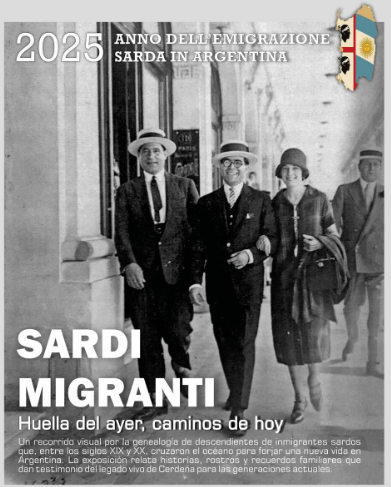 2025 ANNO DELL'EMIGRAZIONE
SARDA IN ARGENTINA
SARDI
MIGRANTI
Huella del ayer, caminos de hoy
Un recorrido visual por la genealogía de descendientes de inmigrantes sardos
que, entre los siglos XIX y XX, cruzaron el océano para forjar una nueva vida en
Argentina. La exposición relata historias, rostros y recuerdos familiares que
dan testimonio del legado vivo de Cerdeña para las generaciones actuales.